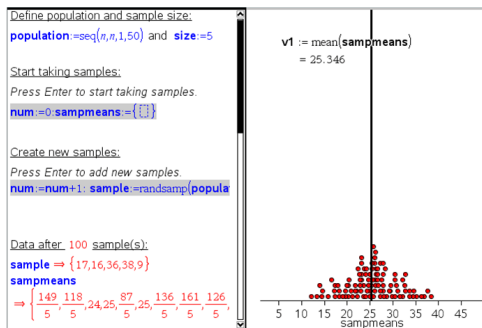 Define population and sample size:
population:=seq(n,n,1,50) and size:=5
Start taking samples:
Press Enter to start taking samples.
num:=0:sampmeans:={}
Create new samples:
Press Enter to add new samples.
num:=num+1: sample:=randsamp(popula
Data after 100 sample(s):
sample ⇒ {17,16,36,38,9}
sampmeans
⇒ {149/5, 118/5, 24,25, 87/5, 25, 136/5, 161/5, 126/5,
v1 := mean(sampmeans)
= 25.346
5 10 15 20 25 30 35 40 45
sampmeans